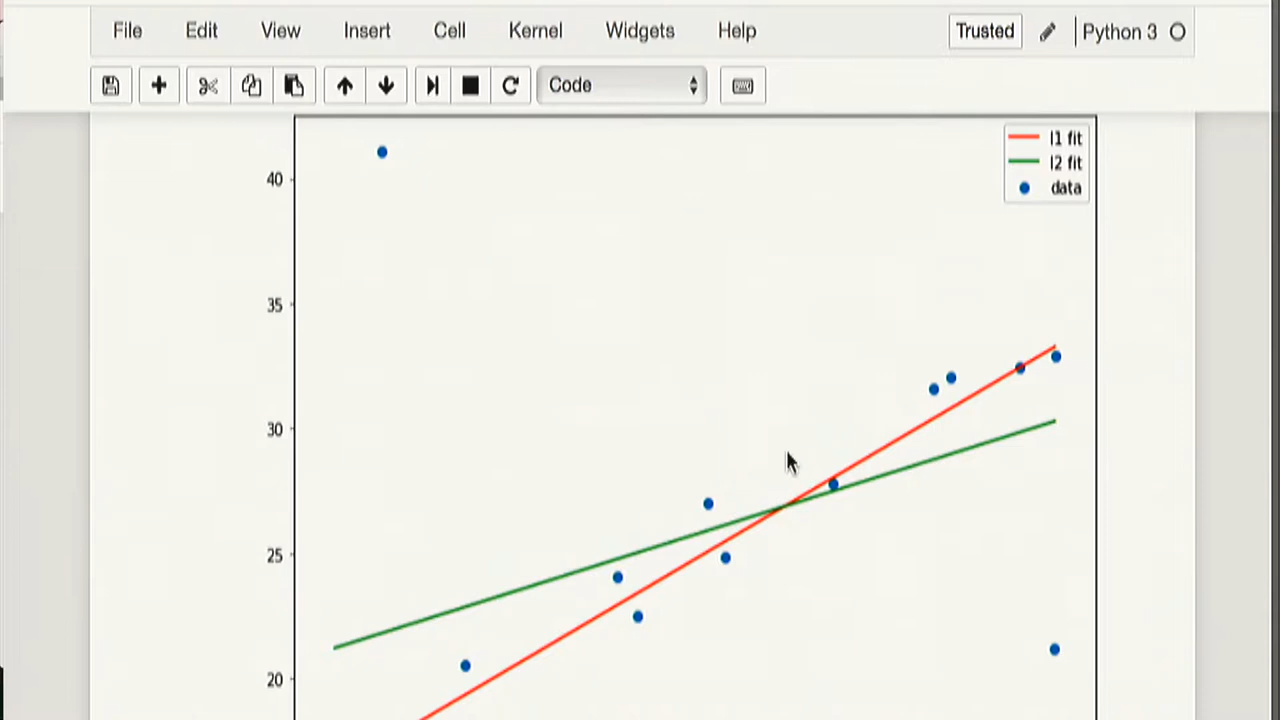 File Edit View Insert Cell Kernel Widgets Help Trusted Python 3
Code
l1 fit
l2 fit
data
40
35
30
25
20